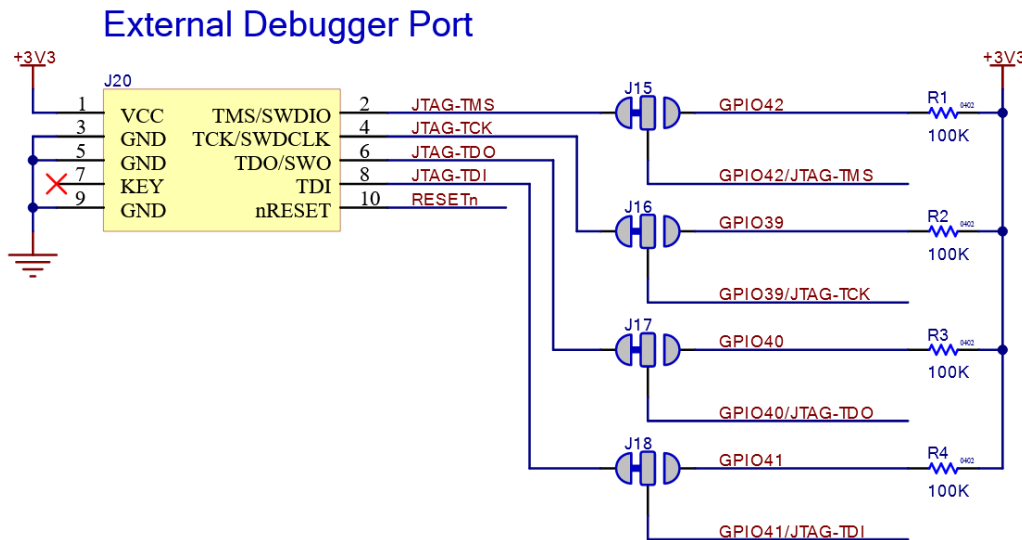 External Debugger Port
+3V3
+3V3
J20
1 VCC TMS/SWDIO 2 JTAG-TMS
3 GND TCK/SWDCLK 4 JTAG-TCK
5 GND TDO/SWO 6 JTAG-TDO
7 KEY TDI 8 JTAG-TDI
9 GND nRESET 10 RESETn
J15 GPIO42 R1 0402
100K
GPIO42/JTAG-TMS
J16 GPIO39 R2 0402
100K
GPIO39/JTAG-TCK
J17 GPIO40 R3 0402
100K
GPIO40/JTAG-TDO
J18 GPIO41 R4 0402
100K
GPIO41/JTAG-TDI